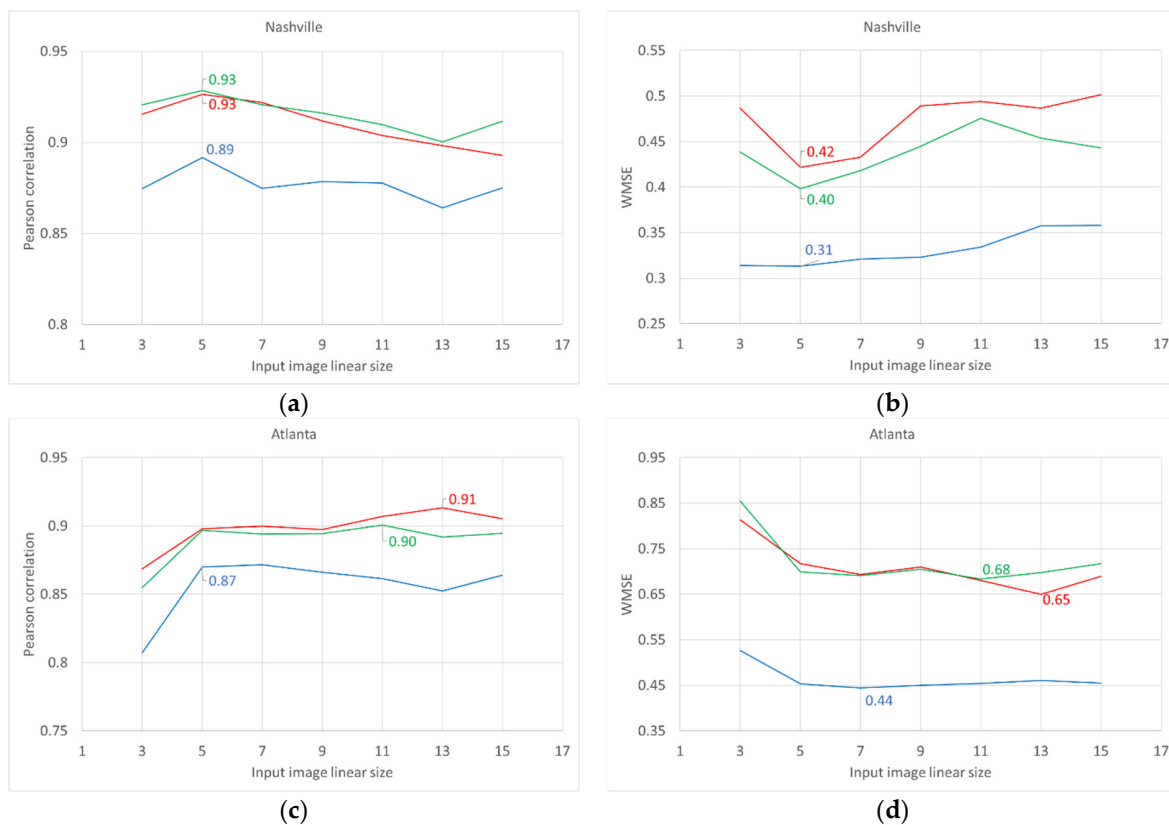 Nashville
0.95
0.9
0.85
0.8
Pearson correlation
0.93
0.93
0.89
1 3 5 7 9 11 13 15 17
Input image linear size
(a)
Nashville
0.55
0.5
0.45
0.4
0.35
0.3
0.25
WMSE
0.42
0.40
0.31
1 3 5 7 9 11 13 15 17
Input image linear size
(b)
Atlanta
0.95
0.9
0.85
0.8
0.75
Pearson correlation
0.91
0.90
0.87
1 3 5 7 9 11 13 15 17
Input image linear size
(c)
Atlanta
0.95
0.85
0.75
0.65
0.55
0.45
0.35
WMSE
0.68
0.65
0.44
1 3 5 7 9 11 13 15 17
Input image linear size
(d)